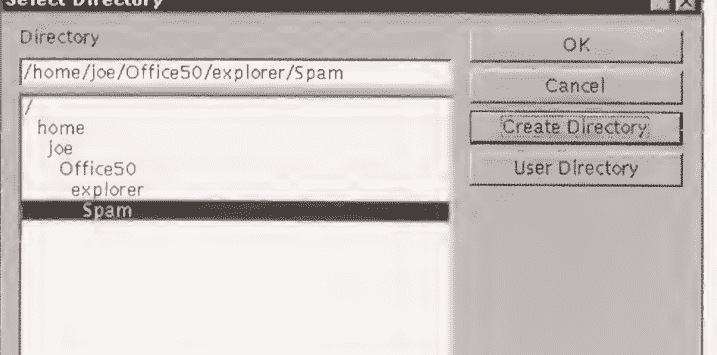 Select Directory
Directory
/home/joe/Office50/explorer/Spam
/
home
joe
Office50
explorer
Spam
OK
Cancel
Create Directory
User Directory